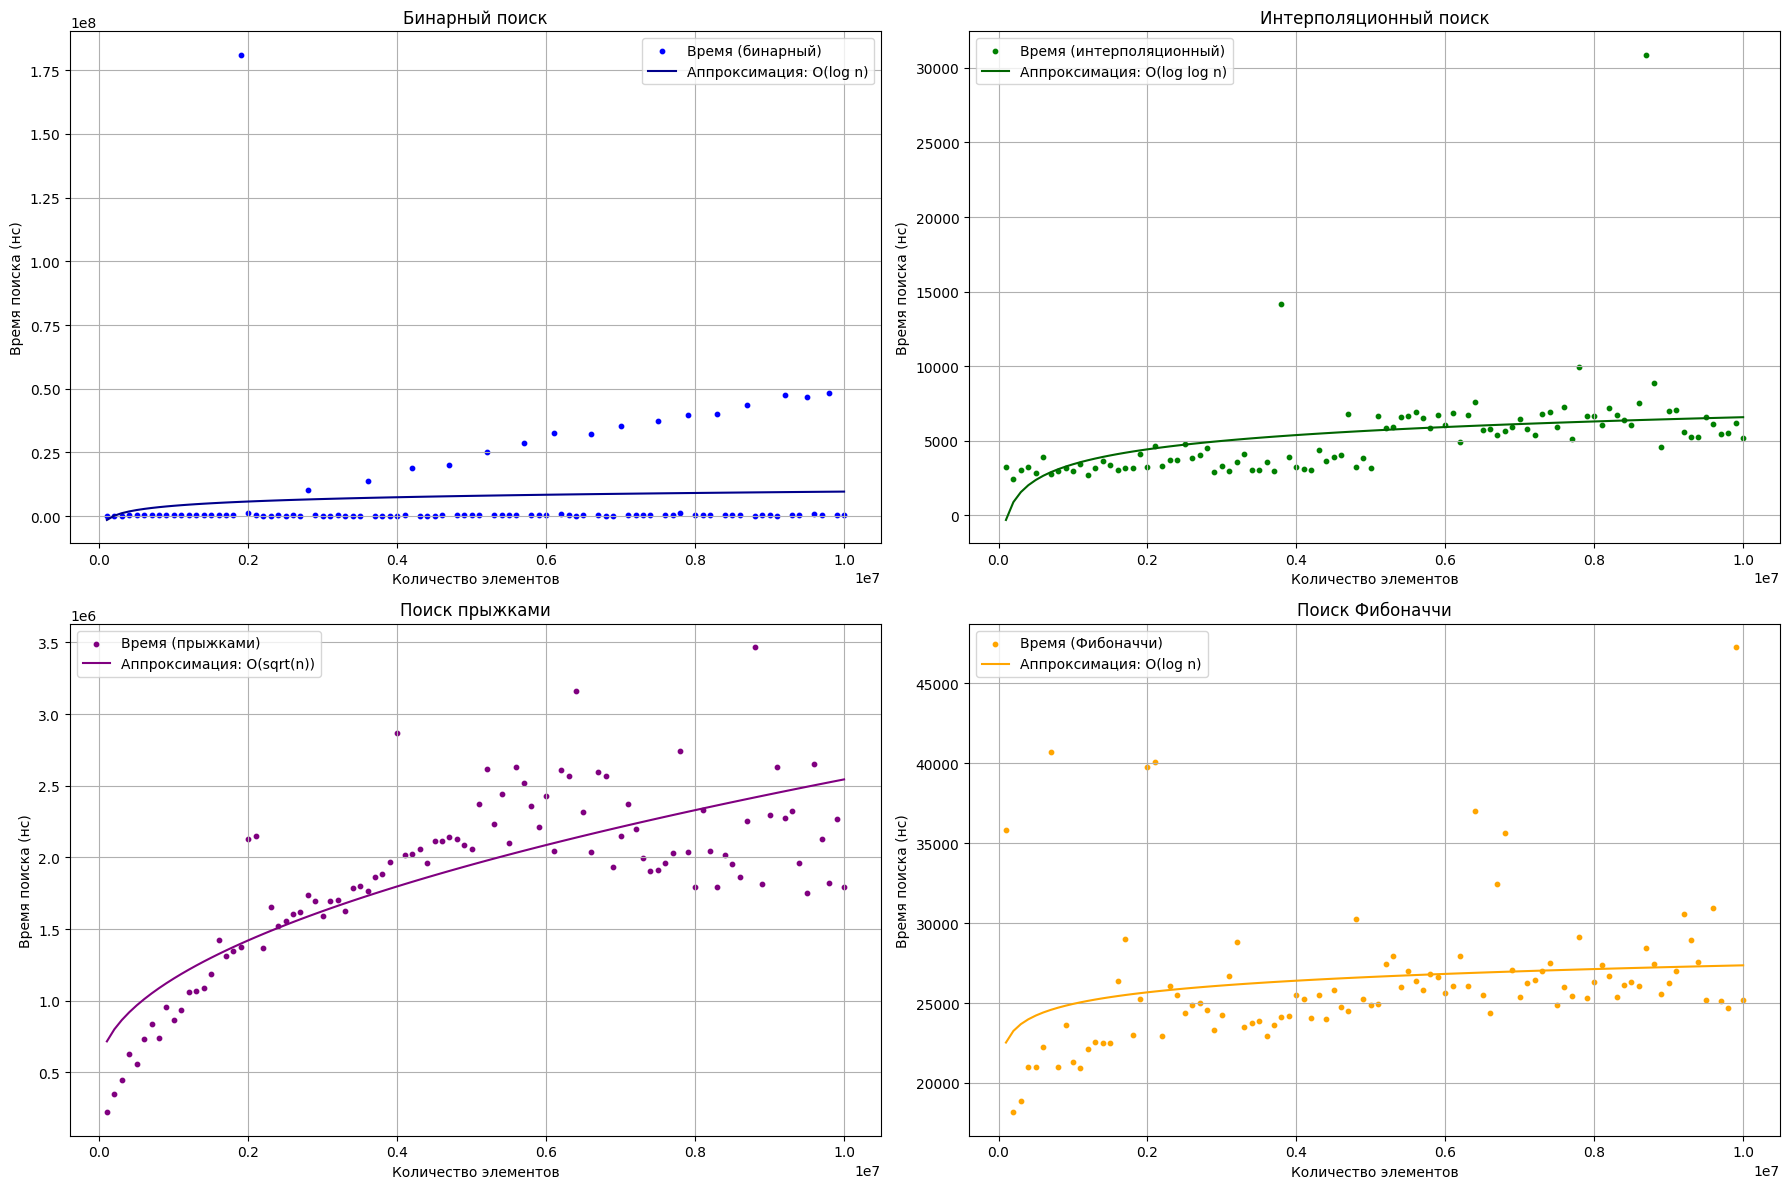 Бинарный поиск
1e8
Время (бинарный)
Аппроксимация: O(log n)
1.75
1.50
1.25
1.00
0.75
0.50
0.25
0.00
Время поиска (нс)
0.0 0.2 0.4 0.6 0.8 1.0
1e7
Количество элементов
Интерполяционный поиск
Время (интерполяционный)
Аппроксимация: O(log log n)
30000
25000
20000
15000
10000
5000
0
Время поиска (нс)
0.0 0.2 0.4 0.6 0.8 1.0
1e7
Количество элементов
Поиск прыжками
1e6
Время (прыжками)
Аппроксимация: O(sqrt(n))
3.5
3.0
2.5
2.0
1.5
1.0
0.5
Время поиска (нс)
0.0 0.2 0.4 0.6 0.8 1.0
1e7
Количество элементов
Поиск Фибоначчи
Время (Фибоначчи)
Аппроксимация: O(log n)
45000
40000
35000
30000
25000
20000
Время поиска (нс)
0.0 0.2 0.4 0.6 0.8 1.0
1e7
Количество элементов